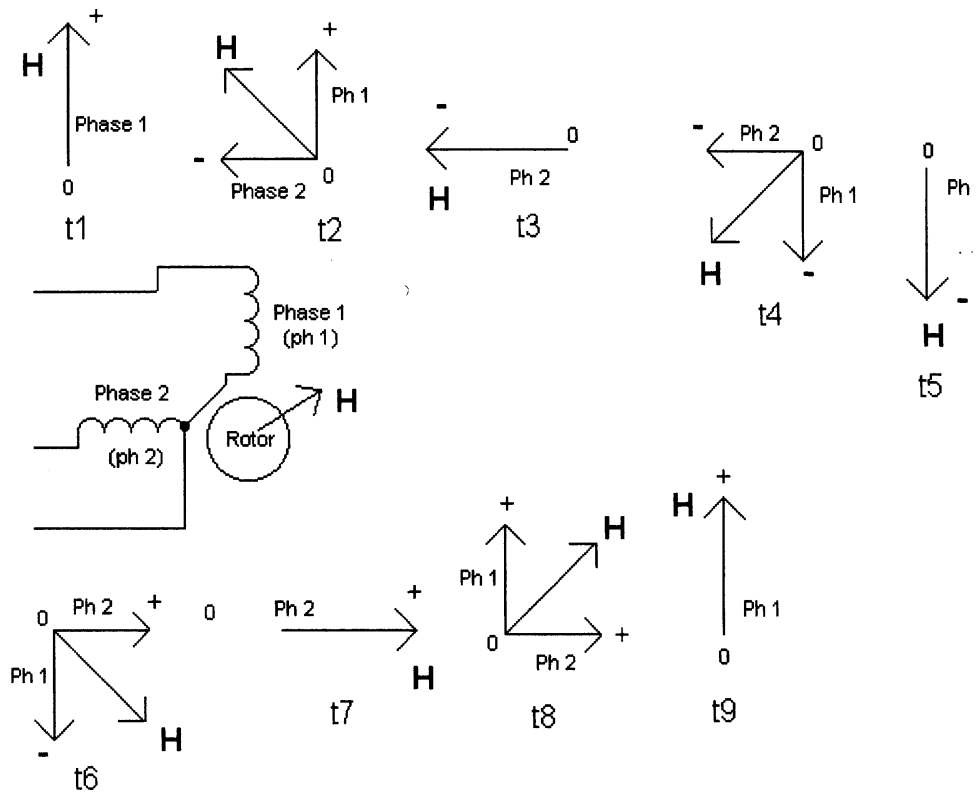 +
H
Phase 1
0
t1
H
+
Ph 1
-
Phase 2
0
t2
-
0
H
Ph 2
t3
-
Ph 2
0
Ph 1
H
-
t4
0
Ph
-
H
t5
Phase 1
(ph 1)
Phase 2
(ph 2)
Rotor
H
0
Ph 2
+
Ph 1
-
H
t6
0
Ph 2
+
H
t7
+
H
Ph 1
0
Ph 2
+
t8
+
H
Ph 1
0
t9